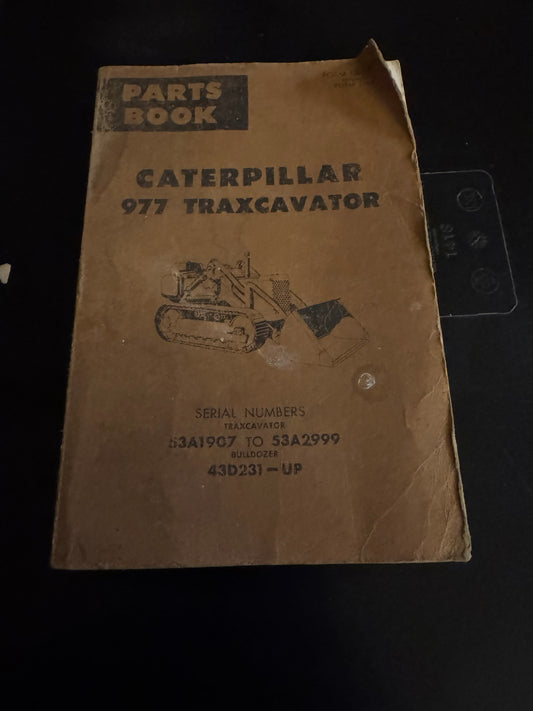 PARTS
BOOK
CATERPILLAR
977 TRAXCAVATOR
SERIAL NUMBERS
TRAXCAVATOR
53A1907 TO 53A2999
BULLDOZER
43D231-UP